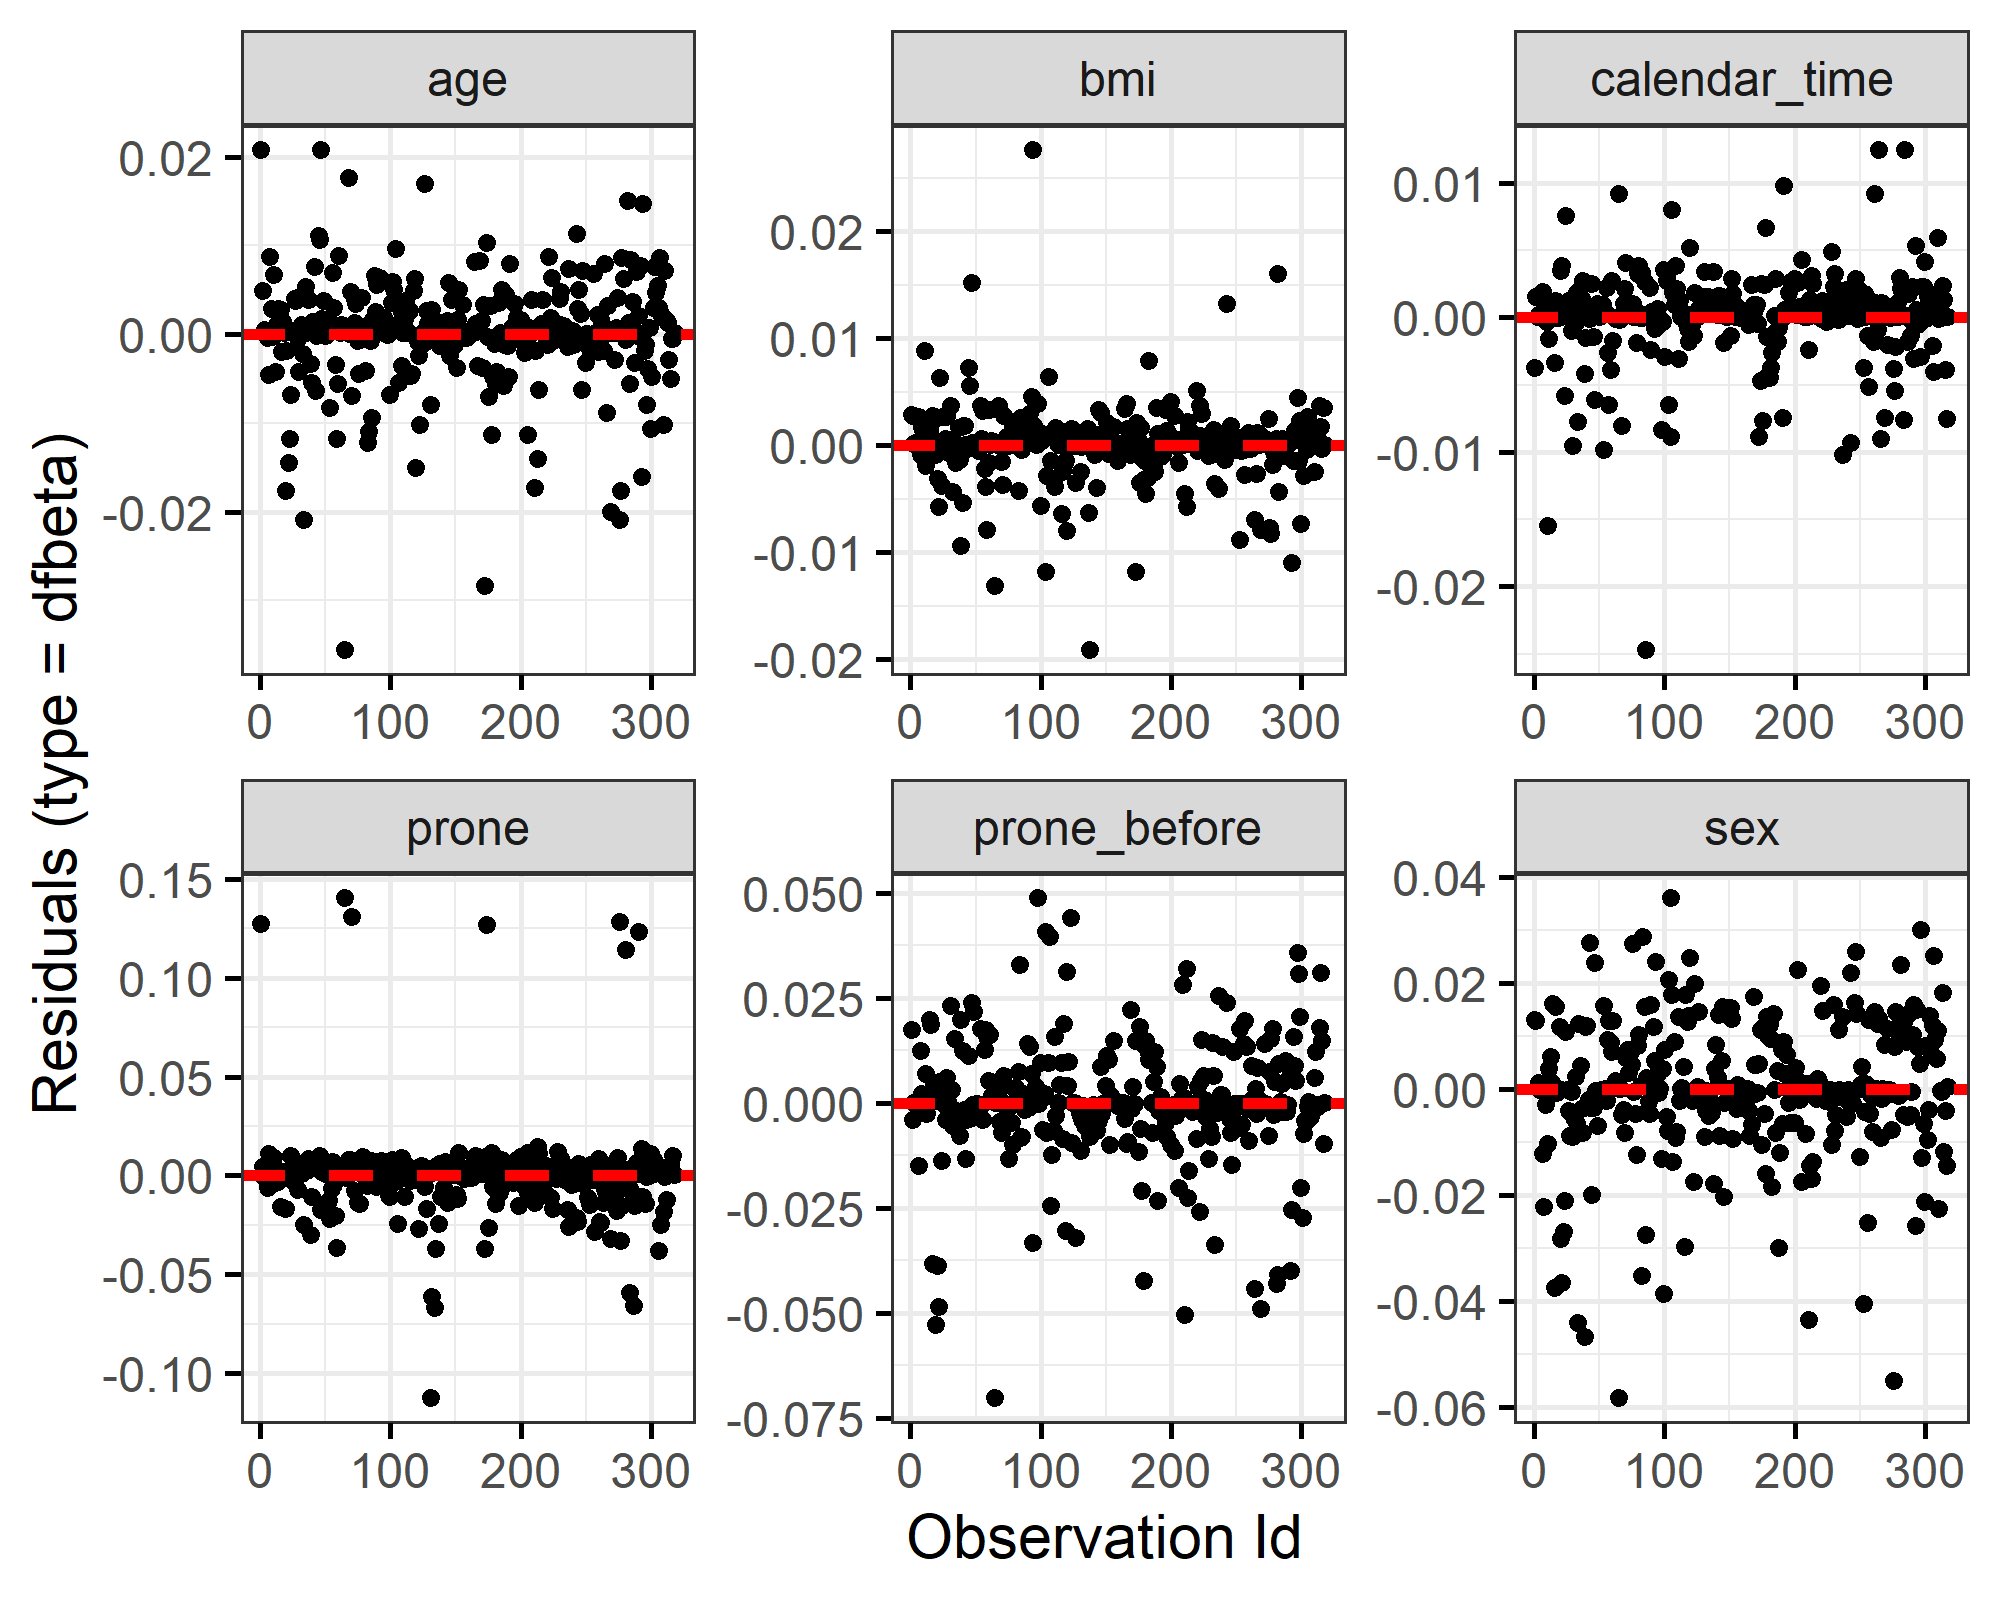 age
bmi
calendar_time
0.02
0.00
-0.02
0.02
0.01
0.00
-0.01
-0.02
0.01
0.00
-0.01
-0.02
0 100 200 300
0 100 200 300
0 100 200 300
prone
prone_before
sex
0.15
0.10
0.05
0.00
-0.05
-0.10
0.050
0.025
0.000
-0.025
-0.050
-0.075
0.04
0.02
0.00
-0.02
-0.04
-0.06
0 100 200 300
0 100 200 300
0 100 200 300
Residuals (type = dfbeta)
Observation Id